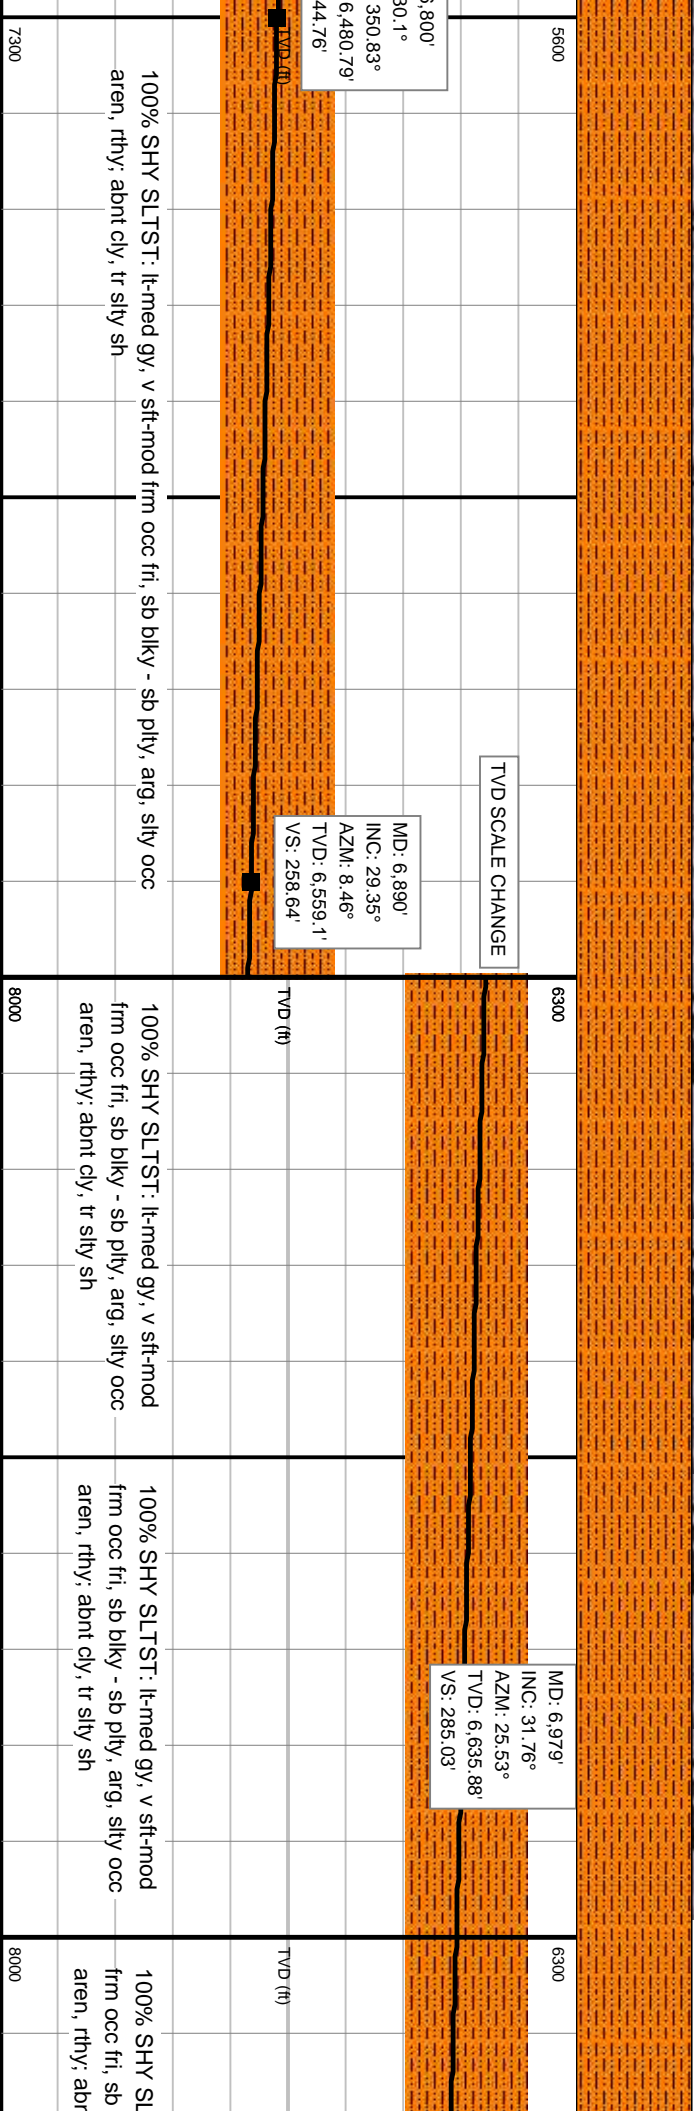 6,800'
30.1°
350.83°
6,480.79'
44.76'
5600
TVD (ft)
7300
100% SHY SLTST: lt-med gy, v sft-mod frm occ fri, sb blky - sb plty, arg, slty occ
aren, rthy; abnt cly, tr slty sh
TVD SCALE CHANGE
MD: 6,890'
INC: 29.35°
AZM: 8.46°
TVD: 6,559.1'
VS: 258.64'
6300
TVD (ft)
8000
100% SHY SLTST: lt-med gy, v sft-mod
frm occ fri, sb blky - sb plty, arg, slty occ
aren, rthy; abnt cly, tr slty sh
100% SHY SLTST: lt-med gy, v sft-mod
frm occ fri, sb blky - sb plty, arg, slty occ
aren, rthy; abnt cly, tr slty sh
MD: 6,979'
INC: 31.76°
AZM: 25.53°
TVD: 6,635.88'
VS: 285.03'
6300
TVD (ft)
8000
100% SHY SL
frm occ fri, sb
aren, rthy; abn